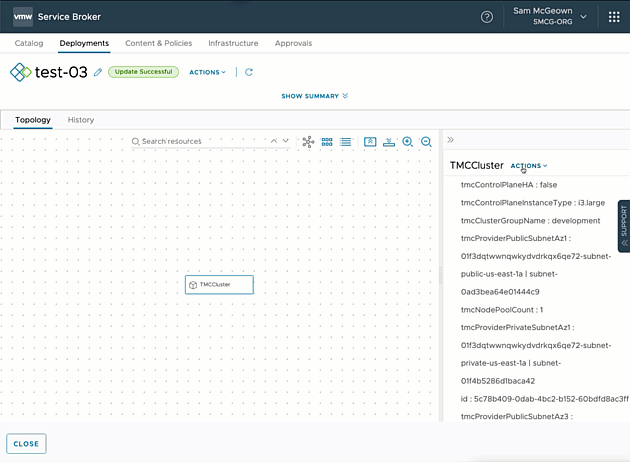 vmw Service Broker
Sam McGeown
SMCG-ORG
Catalog Deployments Content & Policies Infrastructure Approvals
test-03 Update Successful ACTIONS
SHOW SUMMARY
Topology History
Search resources
TMCCluster ACTIONS
tmcControlPlaneHA : false
tmcControlPlaneInstanceType : i3.large
tmcClusterGroupName : development
tmcProviderPublicSubnetAz1 :
01f3dqtwwnqwkydvdrkqx6qe72-subnet-
public-us-east-1a | subnet-
0ad3bea64e01444c9
tmcNodePoolCount : 1
tmcProviderPrivateSubnetAz1 :
01f3dqtwwnqwkydvdrkqx6qe72-subnet-
private-us-east-1a | subnet-
01f4b5286d1baca42
id : 5c78b409-0dab-4bc2-b152-60bdfd8ac3ff
tmcProviderPublicSubnetAz3 :
TMCCluster
SUPPORT
CLOSE